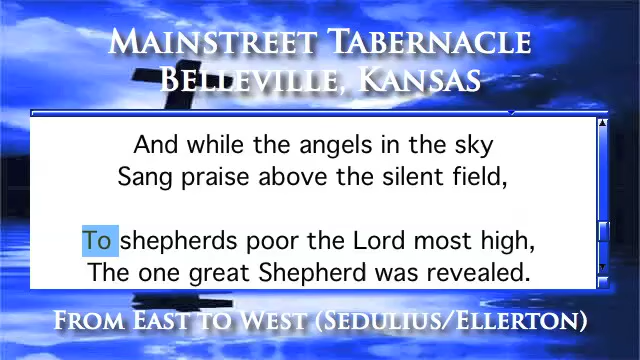 Mainstreet Tabernacle
Belleville, Kansas
And while the angels in the sky
Sang praise above the silent field,
To shepherds poor the Lord most high,
The one great Shepherd was revealed.
From East to West (Sedulius/Ellerton)